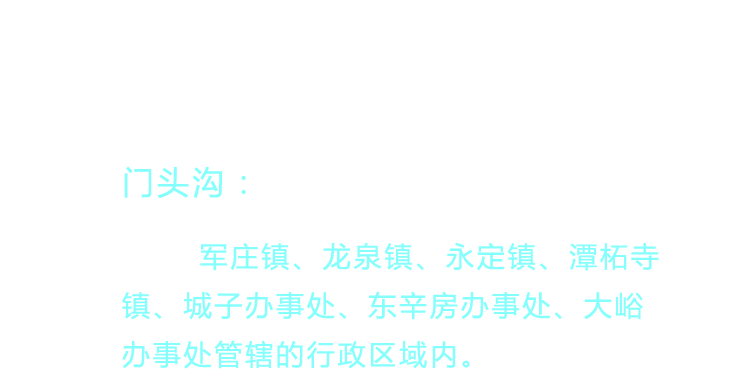 门头沟：
军庄镇、龙泉镇、永定镇、潭柘寺
镇、城子办事处、东辛房办事处、大峪
办事处管辖的行政区域内。